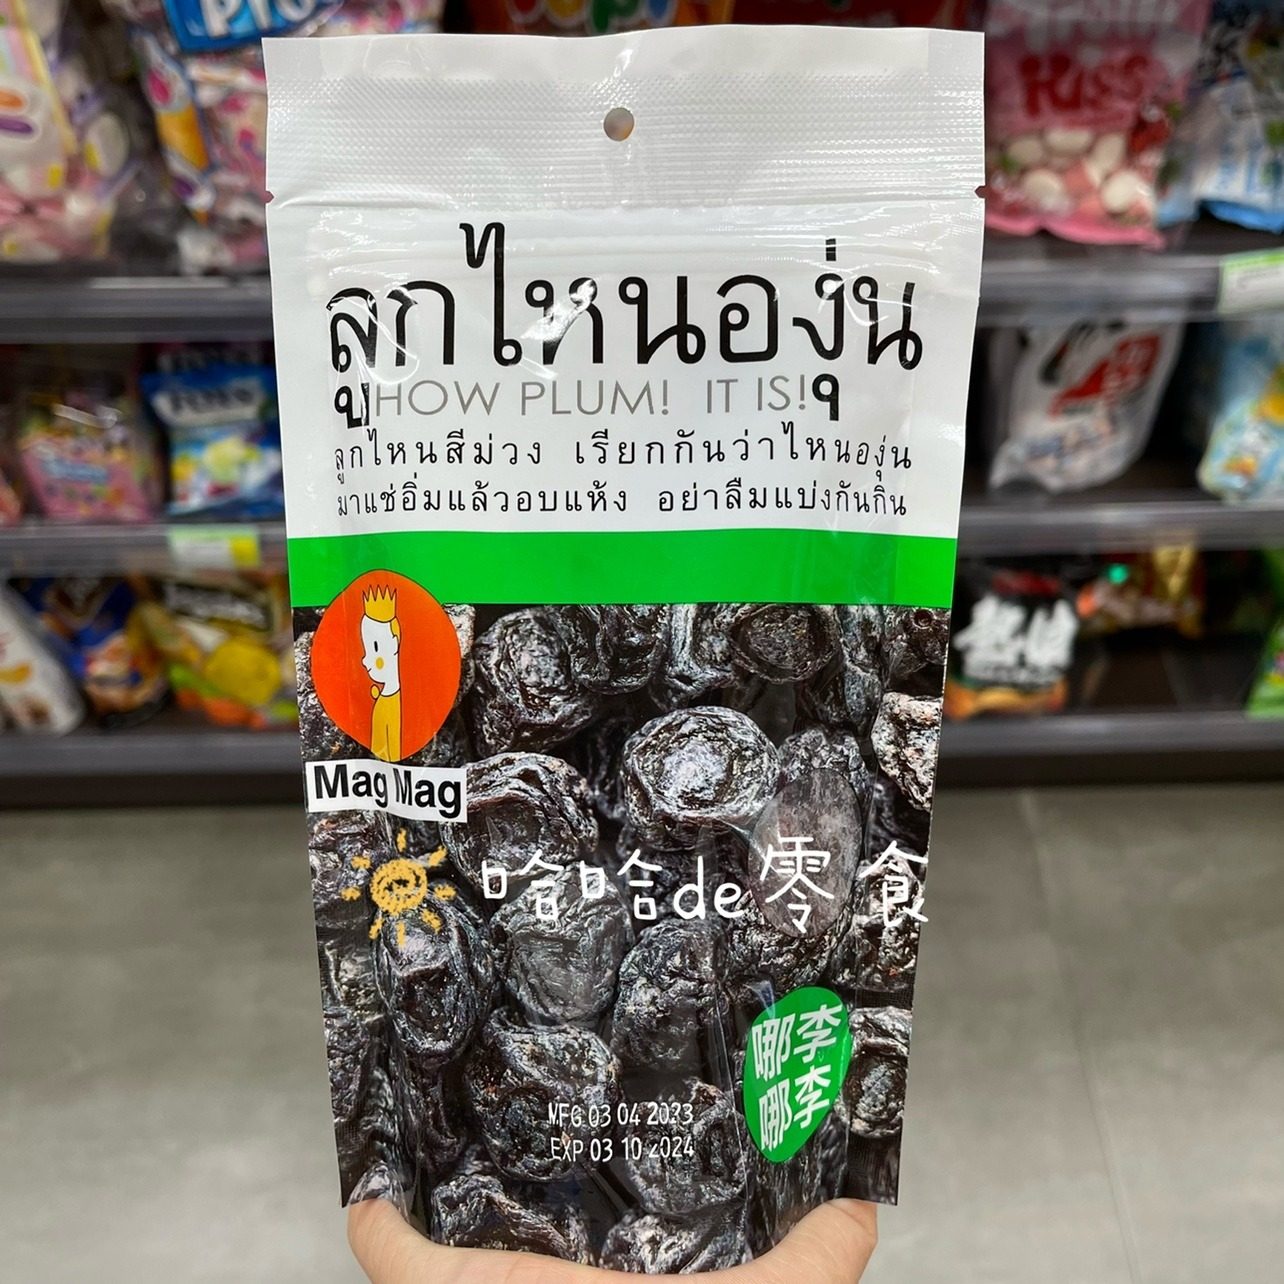 ลูกไหนองุ่น
HOW PLUM! IT IS!
ลูกไหนสีม่วง เรียกกันว่าไหนองุ่น
มาแช่อิ่มแล้วอบแห้ง อย่าลืมแบ่งกันกิน
Mag Mag
哈哈de零食
哪李
哪李
MFG 03 04 2023
EXP 03 10 2024
Kiss